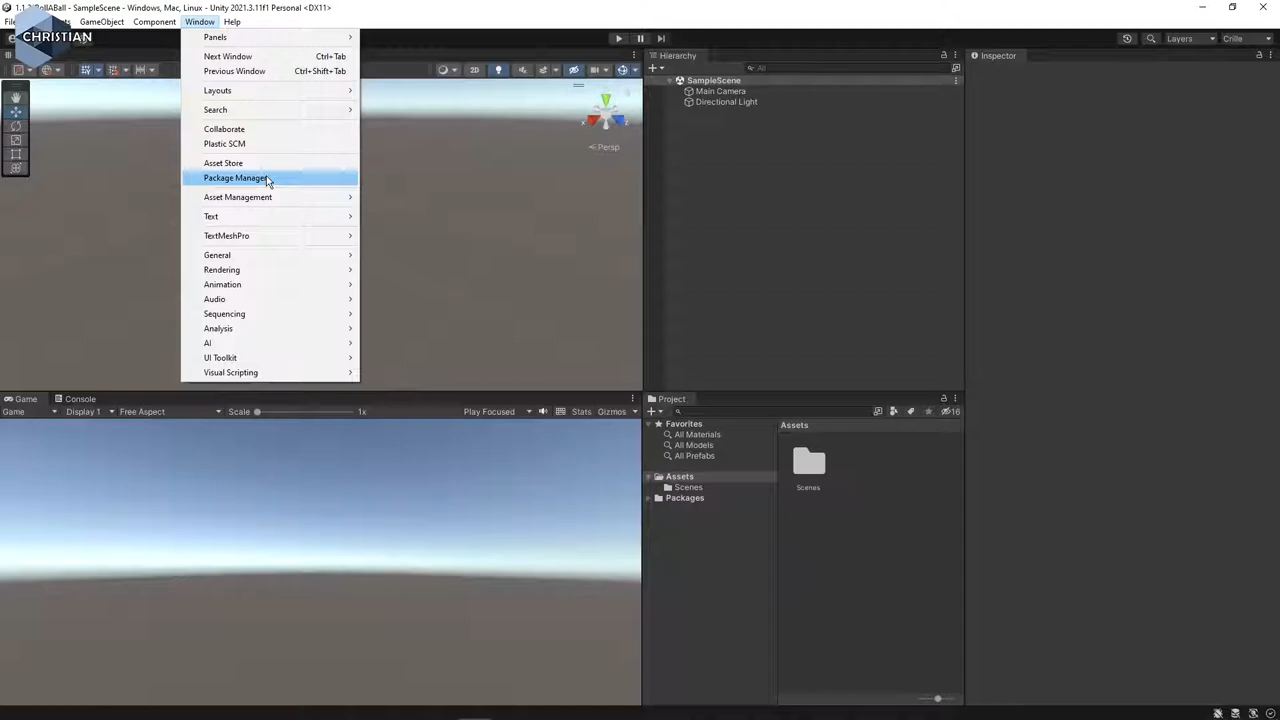 SampleScene - Windows, Mac, Linux - Unity 2021.3.11f1 Personal <DX11>
GameObject Component Window Help
CHRISTIAN
Panels
Next Window Ctrl+Tab
Previous Window Ctrl+Shift+Tab
Layouts
Search
Collaborate
Plastic SCM
Asset Store
Package Manager
Asset Management
Text
TextMeshPro
General
Rendering
Animation
Audio
Sequencing
Analysis
AI
UI Toolkit
Visual Scripting
2D
x
z
Persp
Layers
Crille
Hierarchy
All
SampleScene
Main Camera
Directional Light
Inspector
Game Console
Game Display 1 Free Aspect Scale 1x Play Focused Stats Gizmos
Project
16
Favorites
All Materials
All Models
All Prefabs
Assets
Scenes
Packages
Assets
Scenes